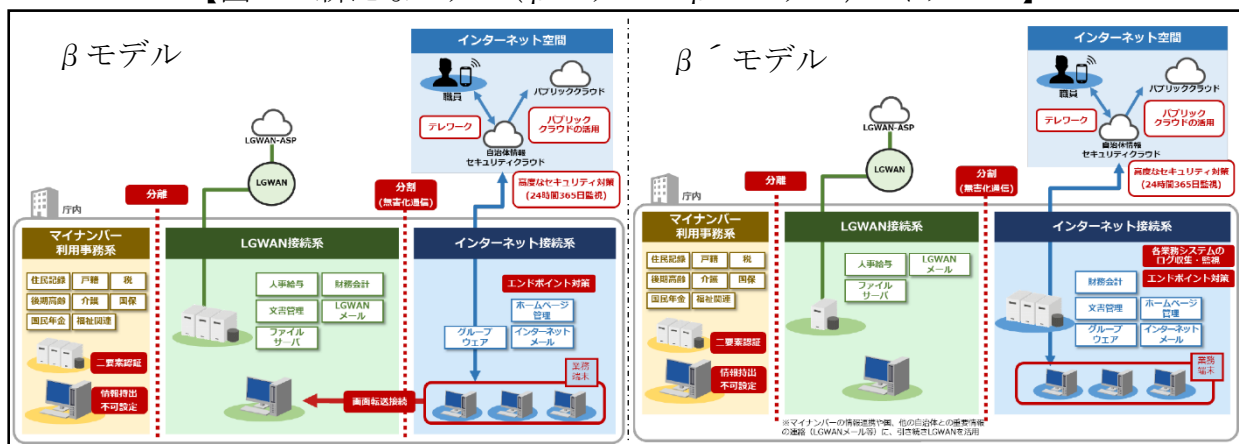 βモデル
インターネット空間
職員
パブリッククラウド
テレワーク
パブリック
クラウドの活用
自治体情報
セキュリティクラウド
LGWAN-ASP
LGWAN
分離
分割
(無害化通信)
高度なセキュリティ対策
(24時間365日監視)
庁内
マイナンバー
利用事務系
住民記録
戸籍
税
後期高齢
介護
国保
国民年金
福祉関連
二要素認証
情報持出
不可設定
LGWAN接続系
人事給与
財務会計
文書管理
LGWAN
メール
ファイル
サーバ
インターネット接続系
エンドポイント対策
ホームページ
管理
グループ
ウェア
インターネット
メール
業務
端末
画面転送接続
β´モデル
インターネット空間
職員
パブリッククラウド
テレワーク
パブリック
クラウドの活用
自治体情報
セキュリティクラウド
LGWAN-ASP
LGWAN
分離
分割
(無害化通信)
高度なセキュリティ対策
(24時間365日監視)
庁内
マイナンバー
利用事務系
住民記録
戸籍
税
後期高齢
介護
国保
国民年金
福祉関連
二要素認証
情報持出
不可設定
LGWAN接続系
人事給与
LGWAN
メール
ファイル
サーバ
インターネット接続系
各業務システムの
ログ収集・監視
エンドポイント対策
財務会計
文書管理
ホームページ
管理
グループ
ウェア
インターネット
メール
業務
端末
※マイナンバーの情報連携や国、他の自治体との重要情報
の連絡（LGWANメール等）に、引き続きLGWANを活用